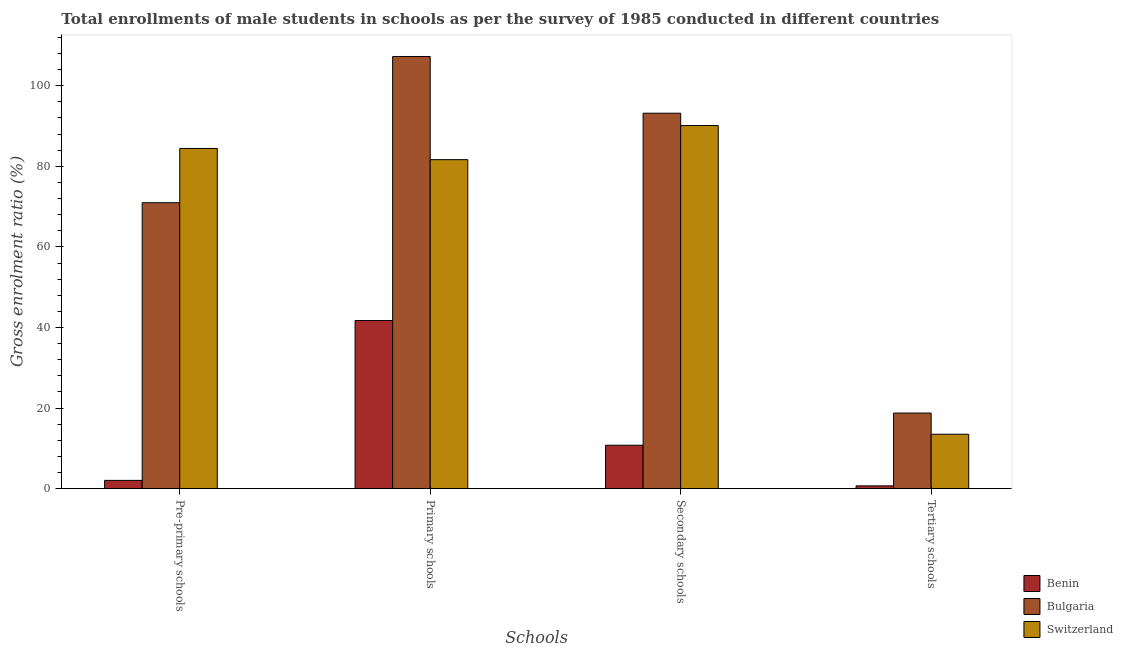 Total enrollments of male students in schools as per the survey of 1985 conducted in different countries
Gross enrolment ratio (%)
100
80
60
40
20
0
Pre-primary schools
Primary schools
Secondary schools
Tertiary schools
Schools
Benin
Bulgaria
Switzerland